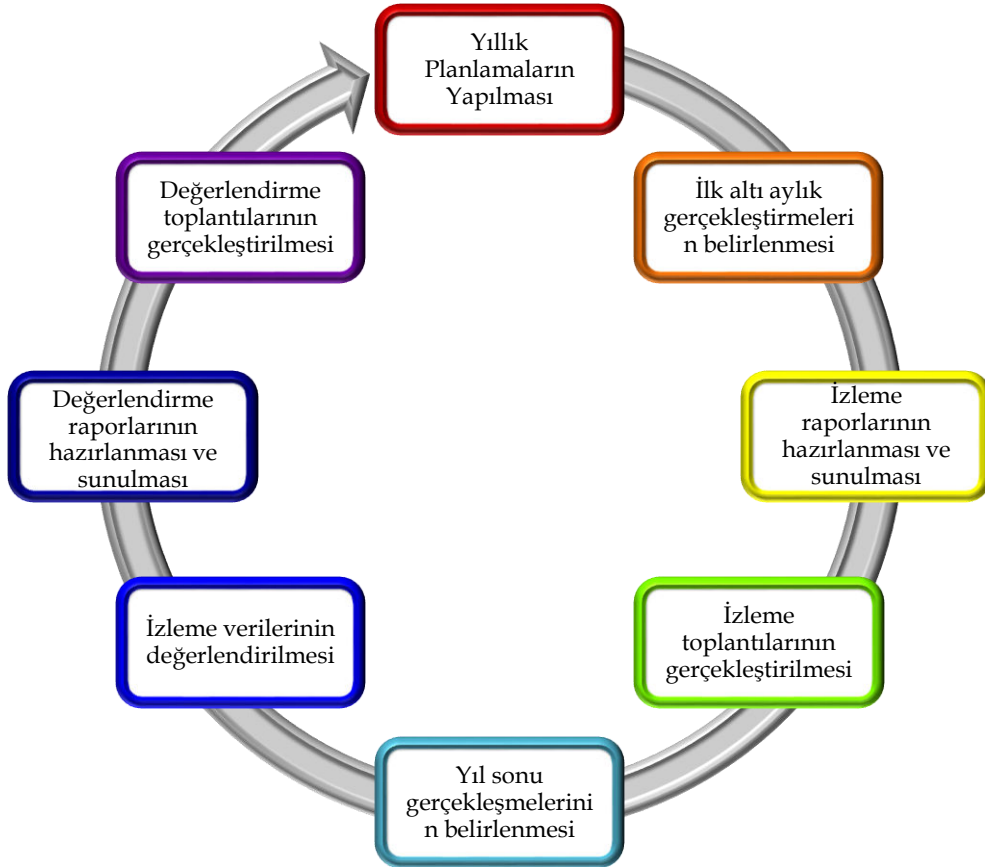 Yıllık
Planlamaların
Yapılması
İlk altı aylık
gerçekleştirmeleri
n belirlenmesi
İzleme
raporlarının
hazırlanması ve
sunulması
İzleme
toplantılarının
gerçekleştirilmesi
Yıl sonu
gerçekleşmelerini
n belirlenmesi
İzleme verilerinin
değerlendirilmesi
Değerlendirme
raporlarının
hazırlanması ve
sunulması
Değerlendirme
toplantılarının
gerçekleştirilmesi